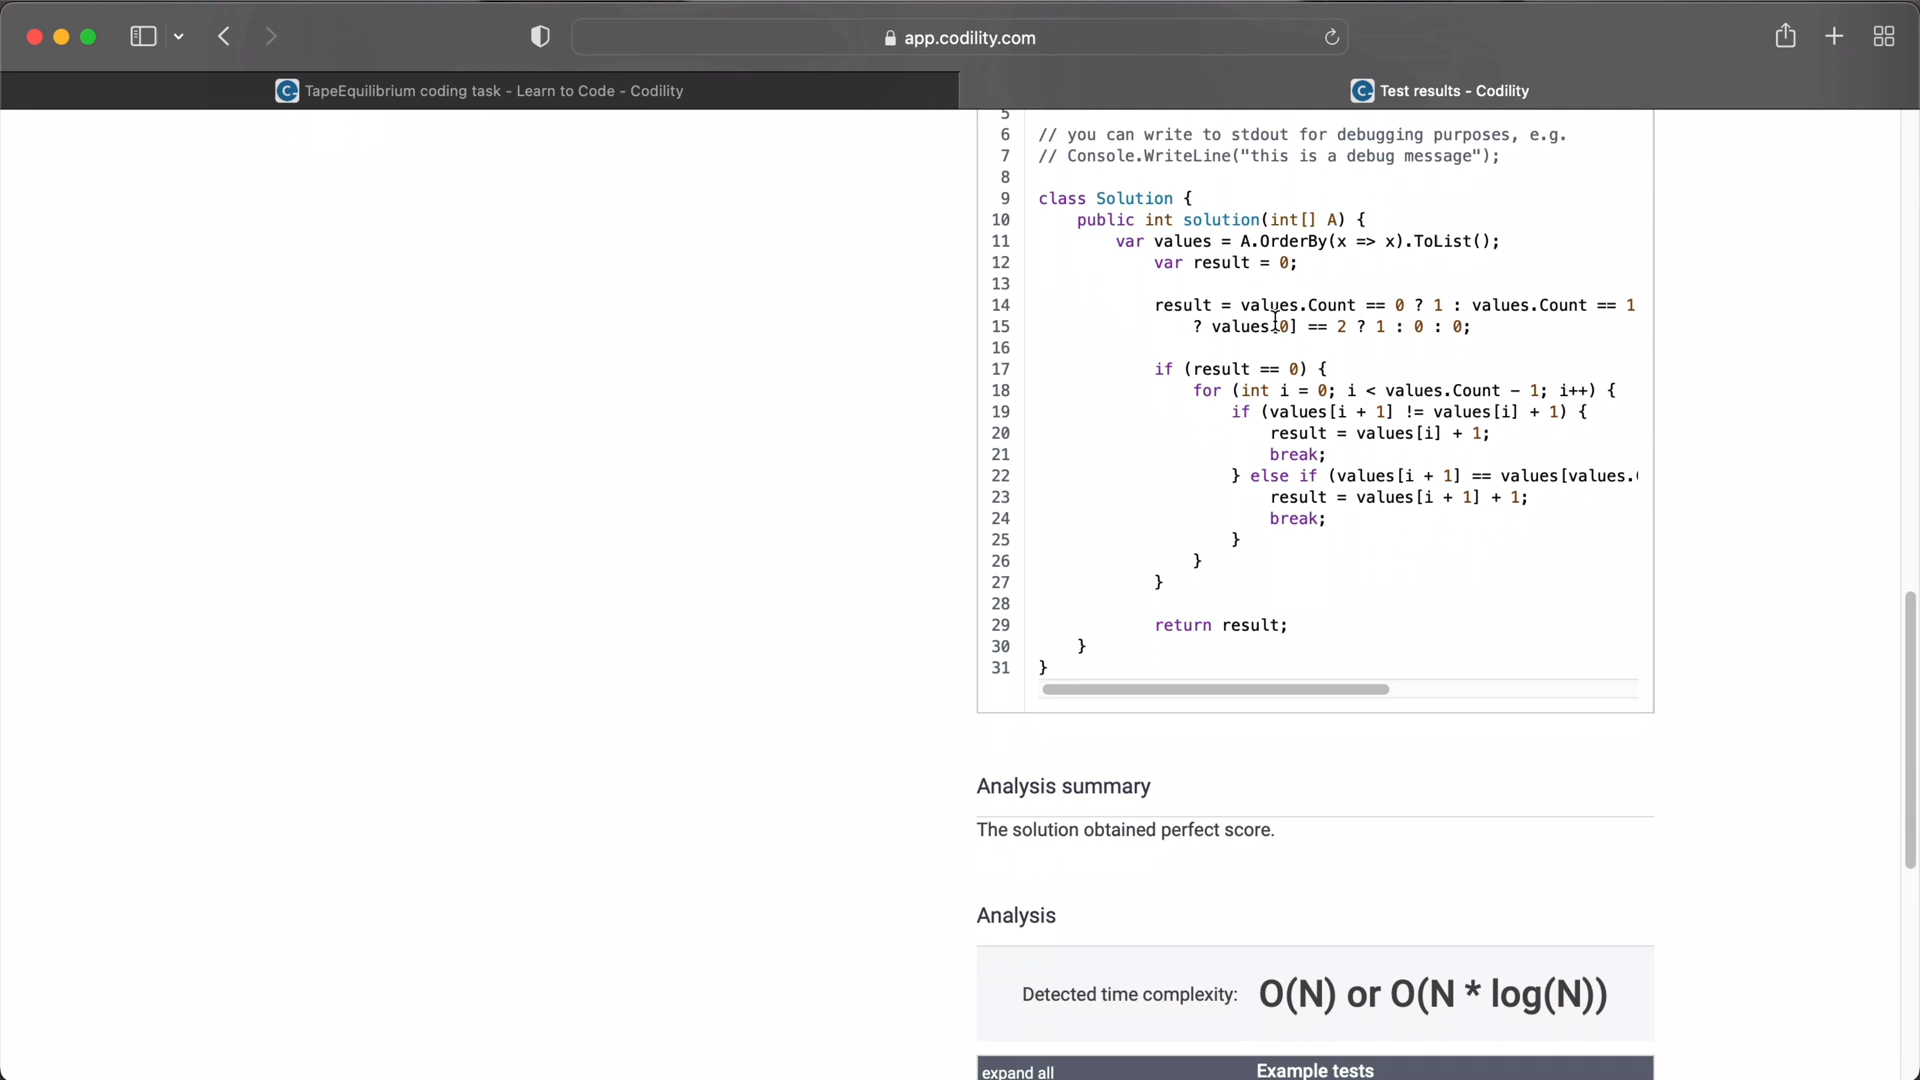 app.codility.com
TapeEquilibrium coding task - Learn to Code - Codility
Test results - Codility
5
6 // you can write to stdout for debugging purposes, e.g.
7 // Console.WriteLine("this is a debug message");
8
9 class Solution {
10 public int solution(int[] A) {
11 var values = A.OrderBy(x => x).ToList();
12 var result = 0;
13
14 result = values.Count == 0 ? 1 : values.Count == 1
15 ? values[0] == 2 ? 1 : 0 : 0;
16
17 if (result == 0) {
18 for (int i = 0; i < values.Count - 1; i++) {
19 if (values[i + 1] != values[i] + 1) {
20 result = values[i] + 1;
21 break;
22 } else if (values[i + 1] == values[values.
23 result = values[i + 1] + 1;
24 break;
25 }
26 }
27 }
28
29 return result;
30 }
31 }
Analysis summary
The solution obtained perfect score.
Analysis
Detected time complexity: O(N) or O(N * log(N))
expand all Example tests